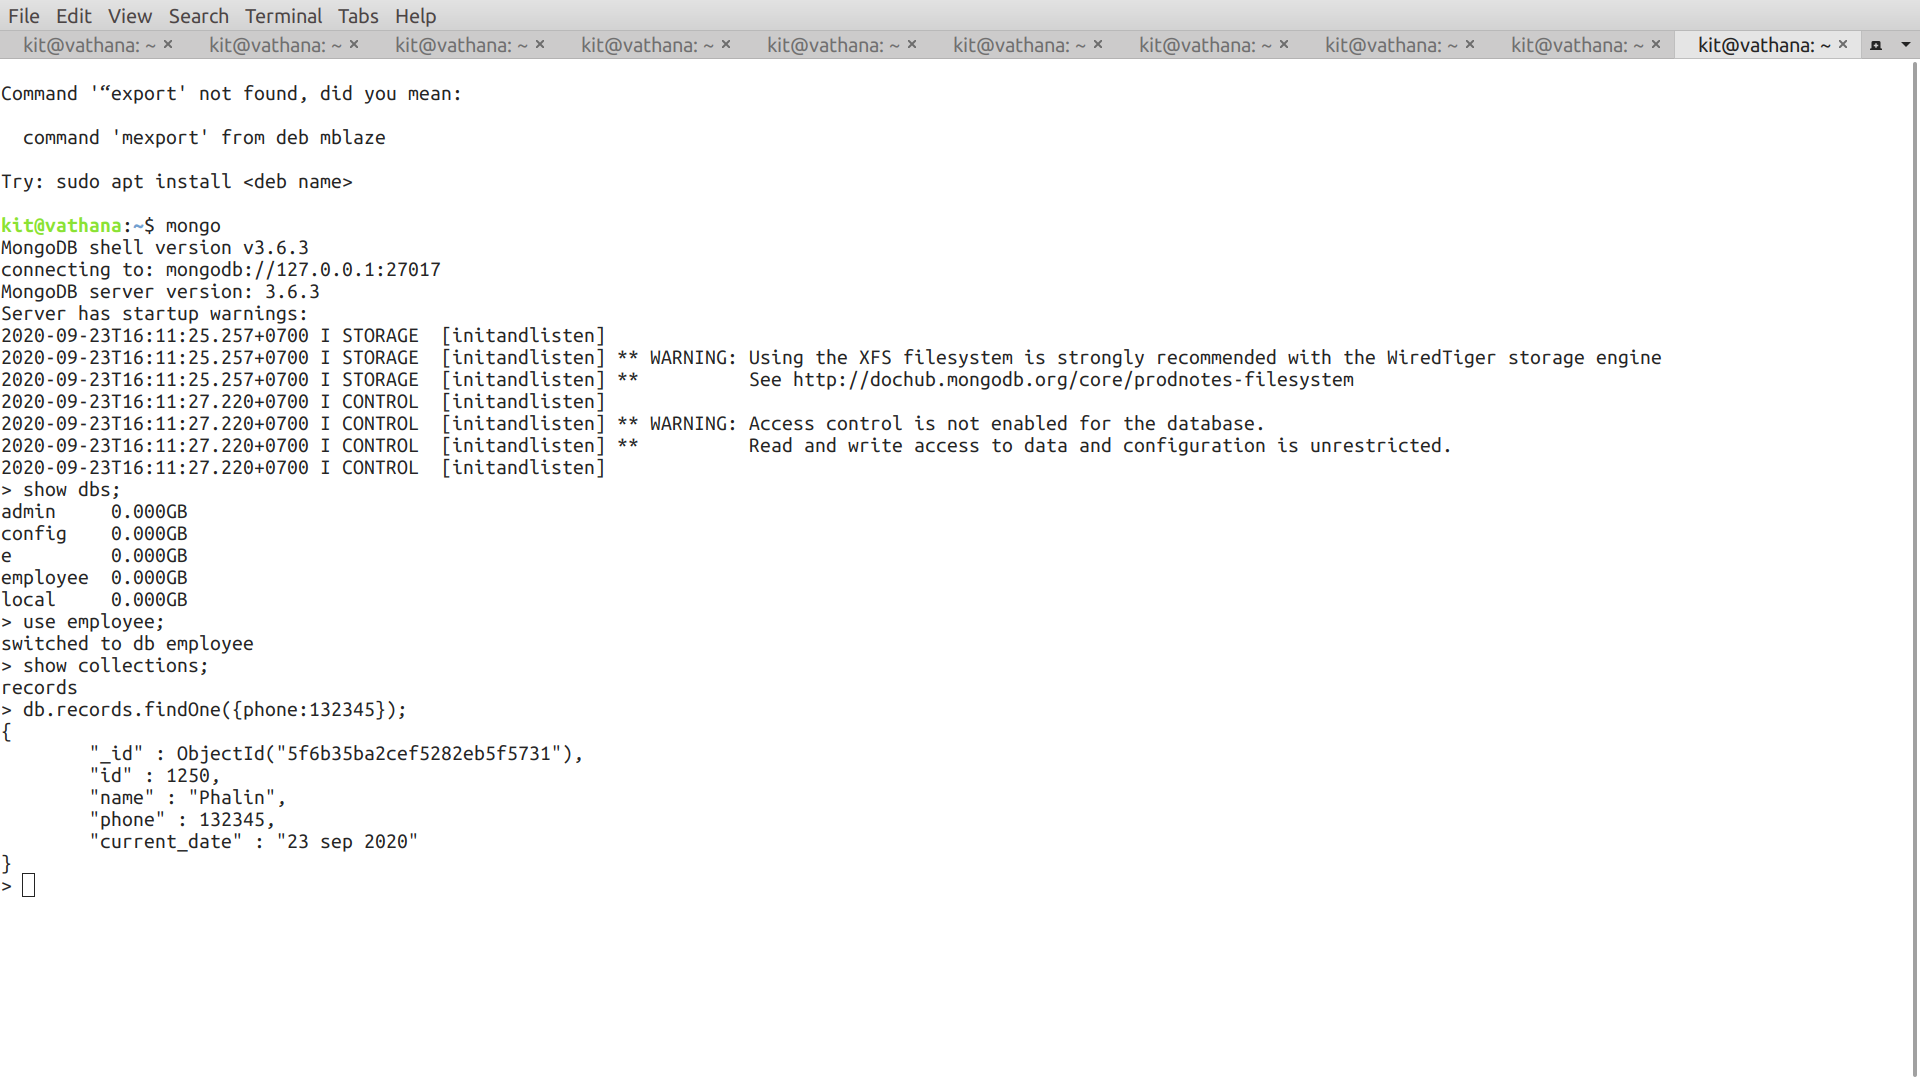 File Edit View Search Terminal Tabs Help
kit@vathana: ~ × kit@vathana: ~ × kit@vathana: ~ × kit@vathana: ~ × kit@vathana: ~ × kit@vathana: ~ × kit@vathana: ~ × kit@vathana: ~ × kit@vathana: ~ × kit@vathana: ~ ×
Command '“export' not found, did you mean:
  command 'mexport' from deb mblaze
Try: sudo apt install <deb name>
kit@vathana:~$ mongo
MongoDB shell version v3.6.3
connecting to: mongodb://127.0.0.1:27017
MongoDB server version: 3.6.3
Server has startup warnings:
2020-09-23T16:11:25.257+0700 I STORAGE  [initandlisten]
2020-09-23T16:11:25.257+0700 I STORAGE  [initandlisten] ** WARNING: Using the XFS filesystem is strongly recommended with the WiredTiger storage engine
2020-09-23T16:11:25.257+0700 I STORAGE  [initandlisten] **          See http://dochub.mongodb.org/core/prodnotes-filesystem
2020-09-23T16:11:27.220+0700 I CONTROL  [initandlisten]
2020-09-23T16:11:27.220+0700 I CONTROL  [initandlisten] ** WARNING: Access control is not enabled for the database.
2020-09-23T16:11:27.220+0700 I CONTROL  [initandlisten] **          Read and write access to data and configuration is unrestricted.
2020-09-23T16:11:27.220+0700 I CONTROL  [initandlisten]
> show dbs;
admin     0.000GB
config    0.000GB
e         0.000GB
employee  0.000GB
local     0.000GB
> use employee;
switched to db employee
> show collections;
records
> db.records.findOne({phone:132345});
{
        "_id" : ObjectId("5f6b35ba2cef5282eb5f5731"),
        "id" : 1250,
        "name" : "Phalin",
        "phone" : 132345,
        "current_date" : "23 sep 2020"
}
>